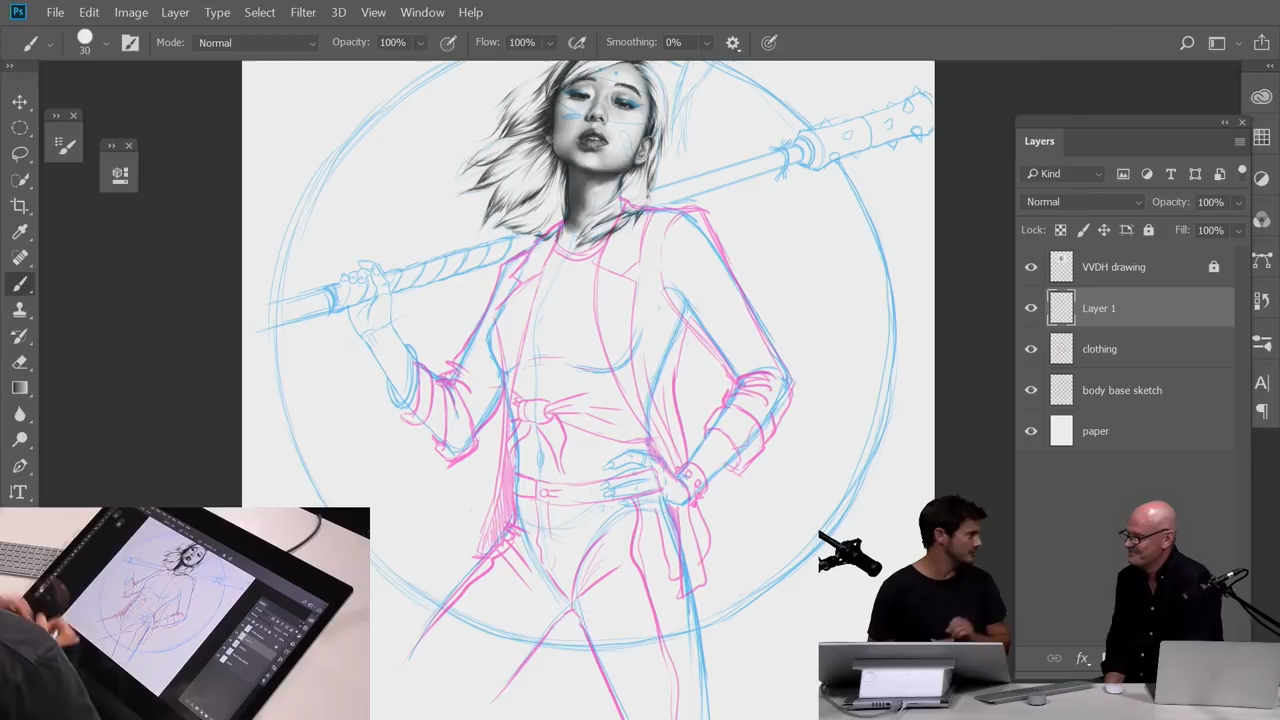 Ps File Edit Image Layer Type Select Filter 3D View Window Help
30 Mode: Normal Opacity: 100% Flow: 100% Smoothing: 0%
Layers
Kind
Normal Opacity: 100%
Lock: Fill: 100%
VVDH drawing
Layer 1
clothing
body base sketch
paper
fx